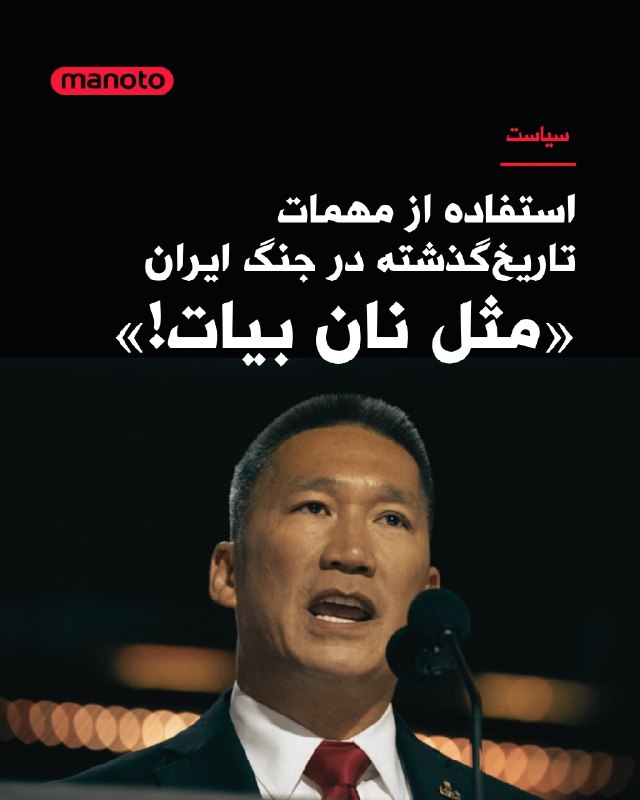 manoto
سیاست
استفاده از مهمات
تاریخ‌گذشته در جنگ ایران
«مثل نان بیات!»